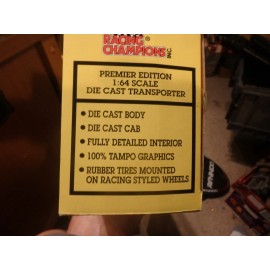 RACING
CHAMPIONS INC.
PREMIER EDITION
1:64 SCALE
DIE CAST TRANSPORTER
• DIE CAST BODY
• DIE CAST CAB
• FULLY DETAILED INTERIOR
• 100% TAMPO GRAPHICS
• RUBBER TIRES MOUNTED
ON RACING STYLED WHEELS